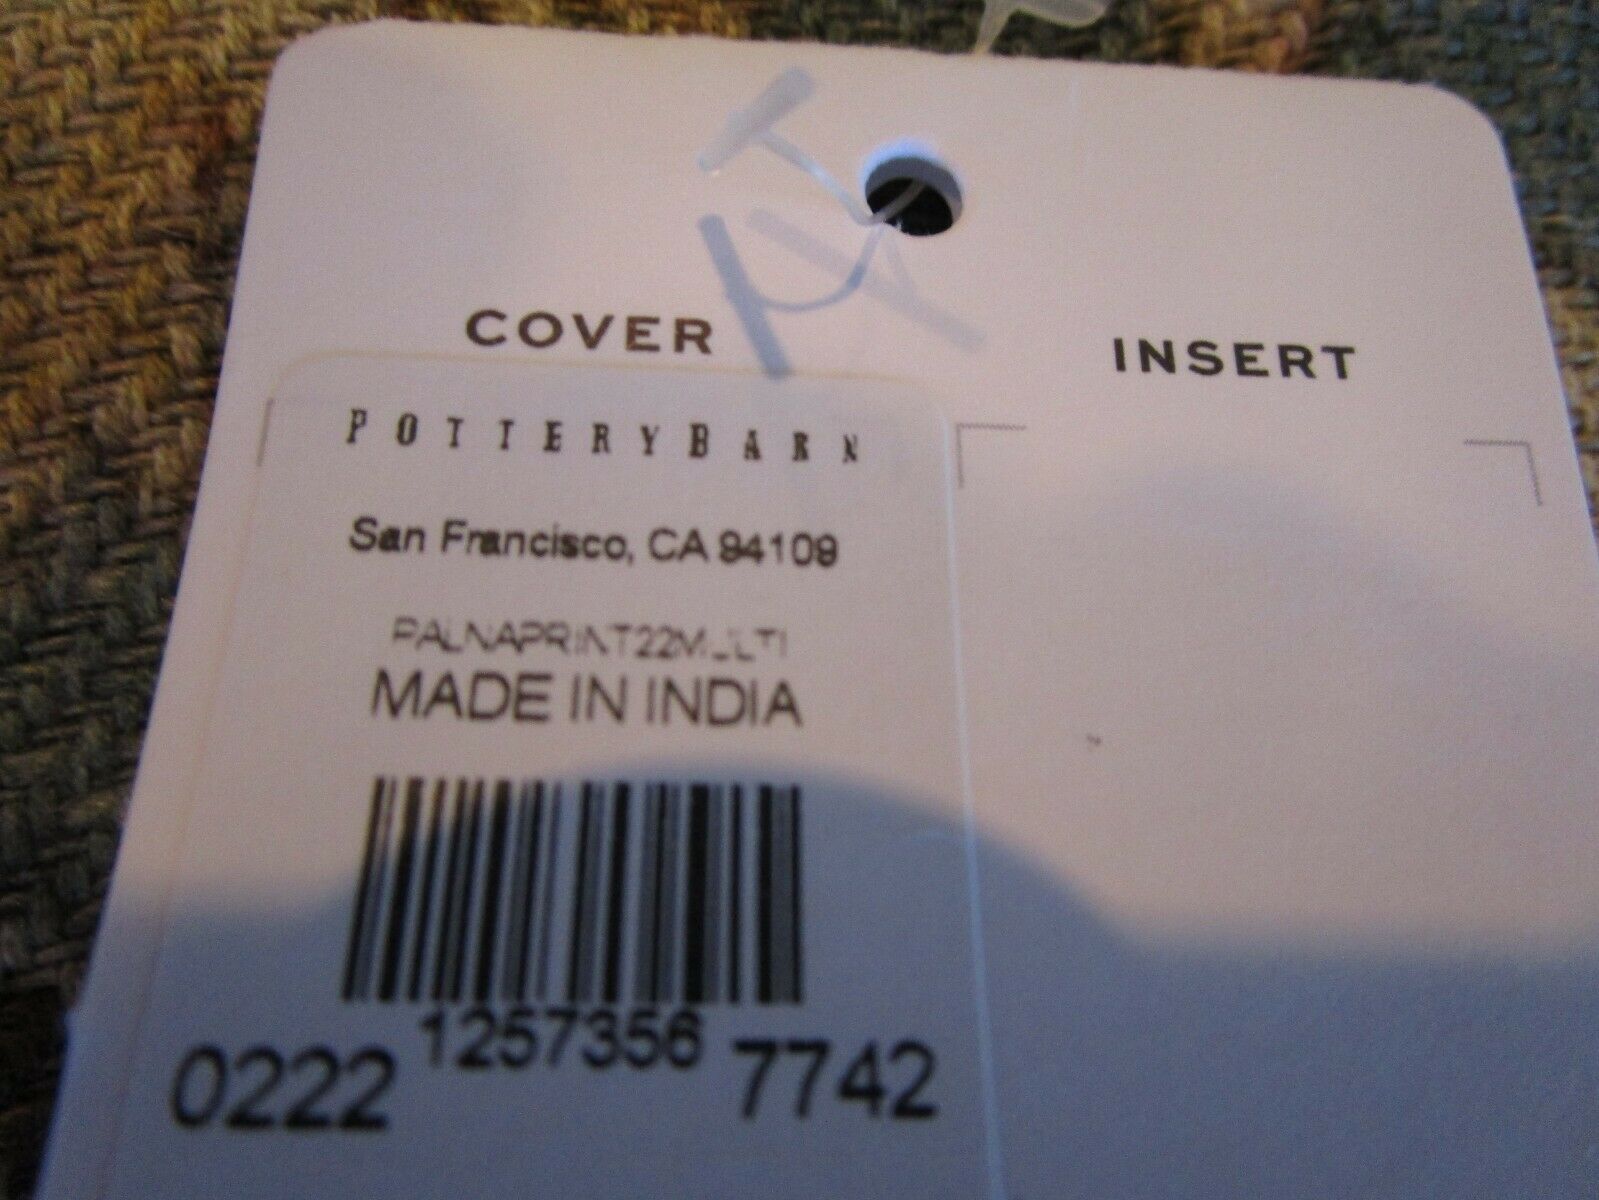 COVER
INSERT
POTTERYBARN
San Francisco, CA 94109
PALNAPRINT22MULTI
MADE IN INDIA
1257356
0222 7742